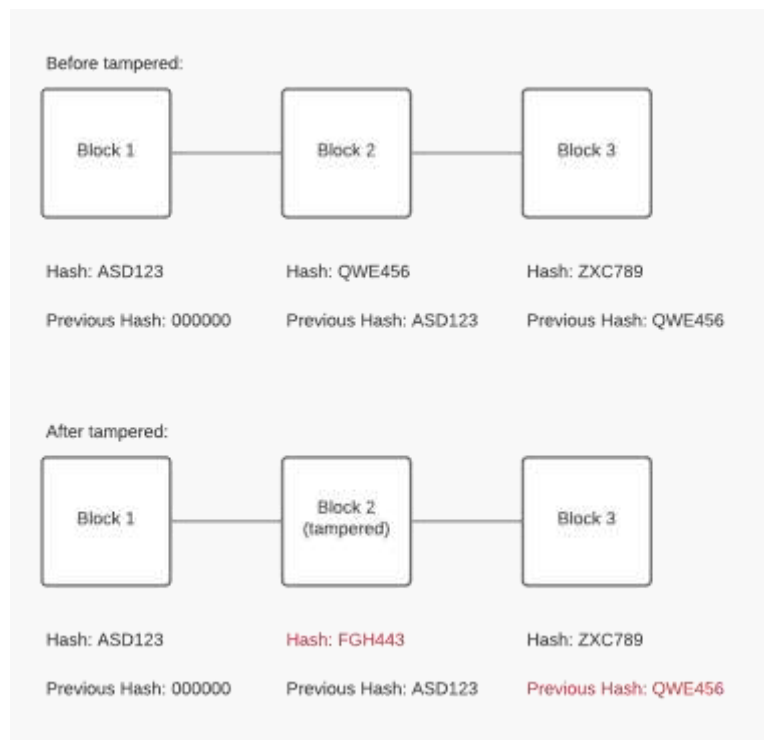 Before tampered:
Block 1
Block 2
Block 3
Hash: ASD123
Hash: QWE456
Hash: ZXC789
Previous Hash: 000000
Previous Hash: ASD123
Previous Hash: QWE456
After tampered:
Block 1
Block 2
(tampered)
Block 3
Hash: ASD123
Hash: FGH443
Hash: ZXC789
Previous Hash: 000000
Previous Hash: ASD123
Previous Hash: QWE456